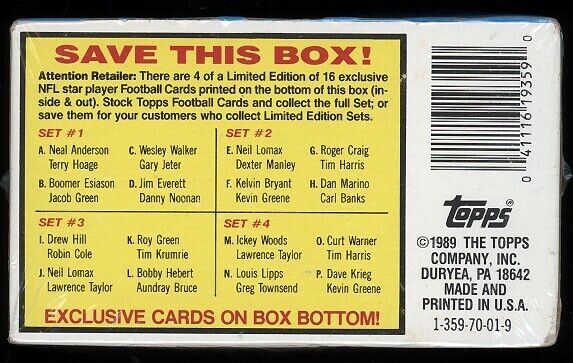 SAVE THIS BOX!
Attention Retailer: There are 4 of a Limited Edition of 16 exclusive
NFL star player Football Cards printed on the bottom of this box (in-
side & out). Stock Topps Football Cards and collect the full Set; or
save them for your customers who collect Limited Edition Sets.
SET #1
A. Neal Anderson
Terry Hoage
B. Boomer Esiason
Jacob Green
C. Wesley Walker
Gary Jeter
D. Jim Everett
Danny Noonan
SET #2
E. Neil Lomax
Dexter Manley
F. Kelvin Bryant
Kevin Greene
G. Roger Craig
Tim Harris
H. Dan Marino
Carl Banks
SET #3
I. Drew Hill
Robin Cole
J. Neil Lomax
Lawrence Taylor
K. Roy Green
Tim Krumrie
L. Bobby Hebert
Aundray Bruce
SET #4
M. Ickey Woods
Lawrence Taylor
N. Louis Lipps
Greg Townsend
O. Curt Warner
Tim Harris
P. Dave Krieg
Kevin Greene
EXCLUSIVE CARDS ON BOX BOTTOM!
0 41116 19359 0
topps®
©1989 THE TOPPS
COMPANY, INC.
DURYEA, PA 18642
MADE AND
PRINTED IN U.S.A.
1-359-70-01-9